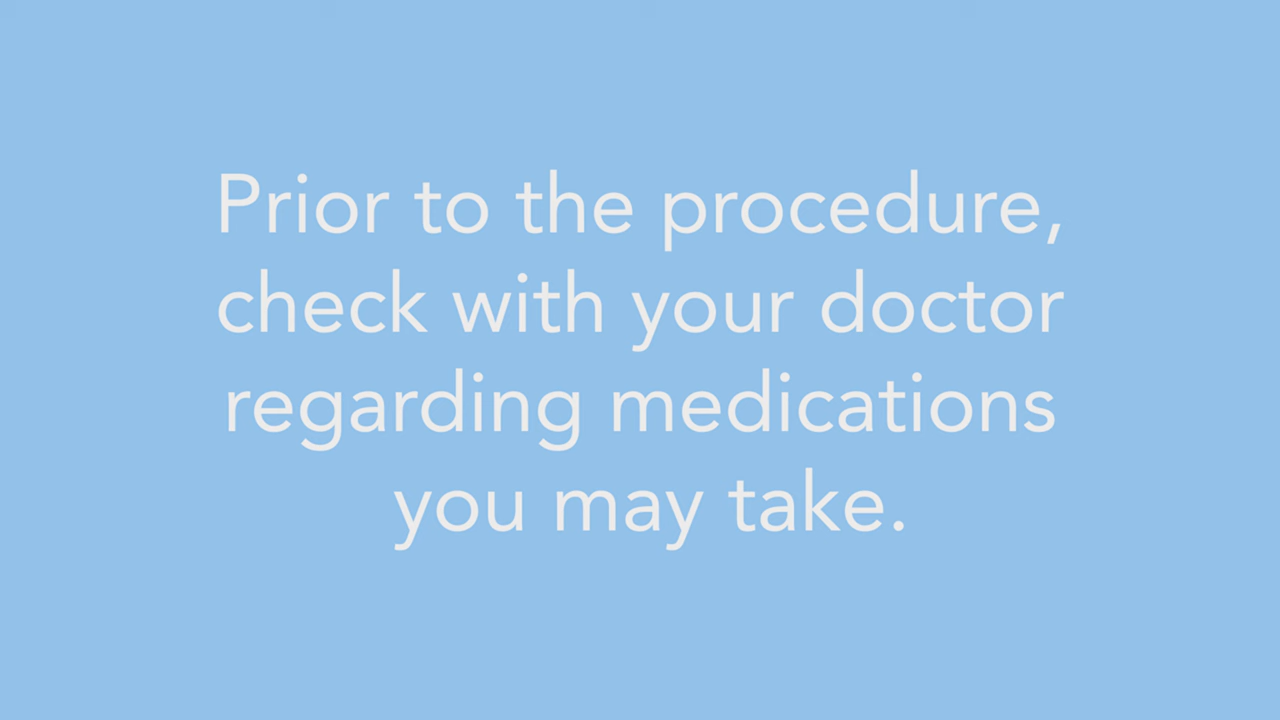 Prior to the procedure,
check with your doctor
regarding medications
you may take.